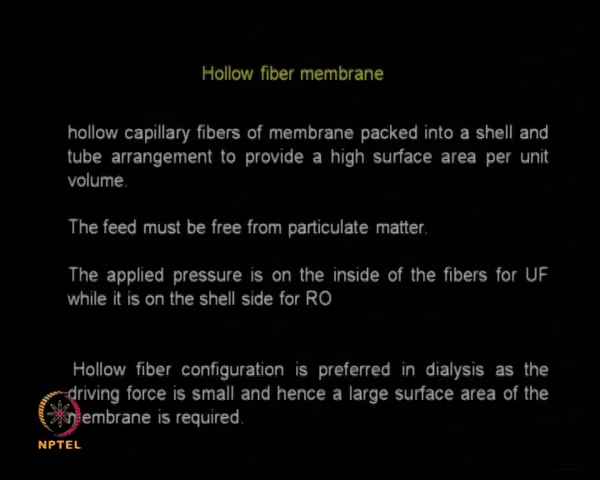 Hollow fiber membrane
hollow capillary fibers of membrane packed into a shell and
tube arrangement to provide a high surface area per unit
volume.
The feed must be free from particulate matter.
The applied pressure is on the inside of the fibers for UF
while it is on the shell side for RO
Hollow fiber configuration is preferred in dialysis as the
driving force is small and hence a large surface area of the
membrane is required.
NPTEL